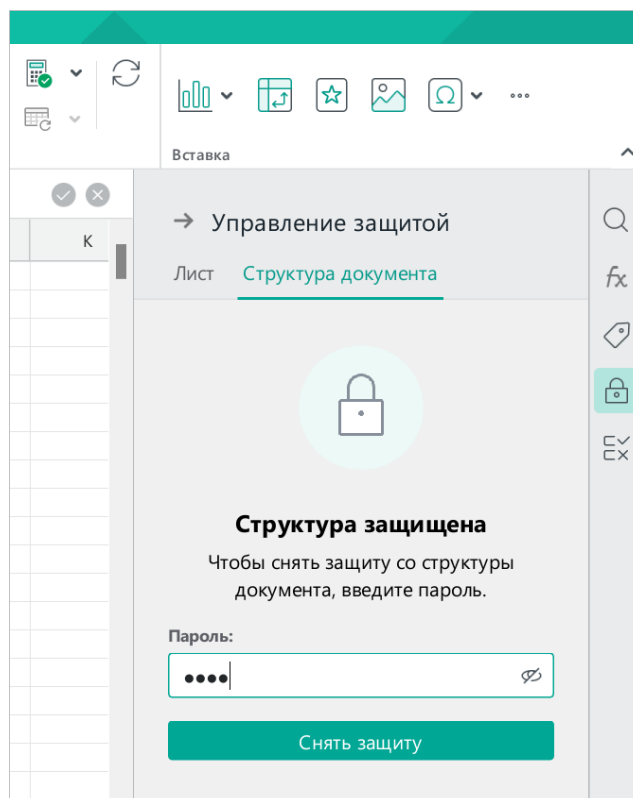 Вставка
K
Управление защитой
Лист Структура документа
fx
Структура защищена
Чтобы снять защиту со структуры
документа, введите пароль.
Пароль:
••••
Снять защиту